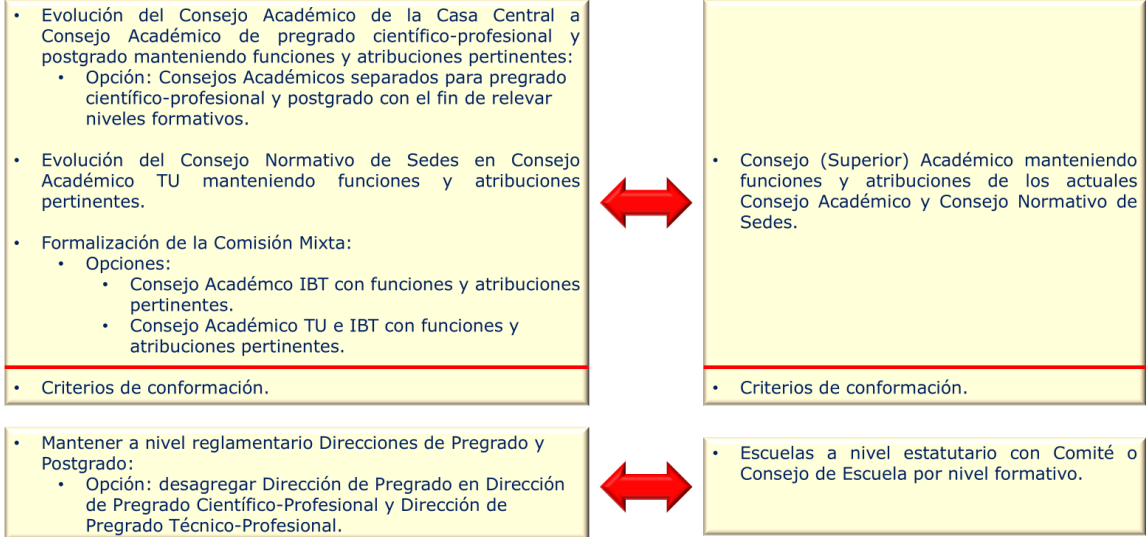 • Evolución del Consejo Académico de la Casa Central a
Consejo Académico de pregrado científico-profesional y
postgrado manteniendo funciones y atribuciones pertinentes:
• Opción: Consejos Académicos separados para pregrado
científico-profesional y postgrado con el fin de relevar
niveles formativos.
• Evolución del Consejo Normativo de Sedes en Consejo
Académico TU manteniendo funciones y atribuciones
pertinentes.
• Formalización de la Comisión Mixta:
• Opciones:
• Consejo Académco IBT con funciones y atribuciones
pertinentes.
• Consejo Académico TU e IBT con funciones y
atribuciones pertinentes.
• Criterios de conformación.
• Consejo (Superior) Académico manteniendo
funciones y atribuciones de los actuales
Consejo Académico y Consejo Normativo de
Sedes.
• Criterios de conformación.
• Mantener a nivel reglamentario Direcciones de Pregrado y
Postgrado:
• Opción: desagregar Dirección de Pregrado en Dirección
de Pregrado Científico-Profesional y Dirección de
Pregrado Técnico-Profesional.
• Escuelas a nivel estatutario con Comité o
Consejo de Escuela por nivel formativo.